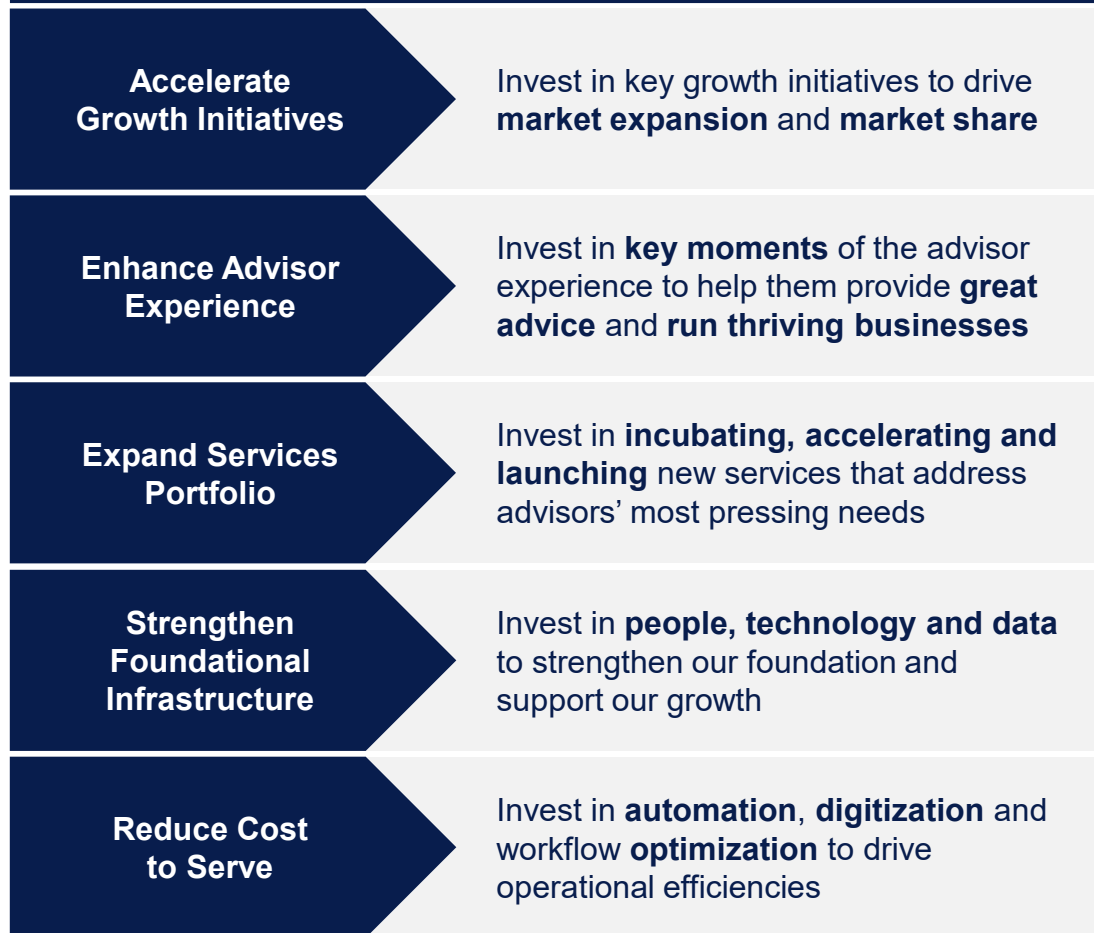 Accelerate
Growth Initiatives
Invest in key growth initiatives to drive
market expansion and market share
Enhance Advisor
Experience
Invest in key moments of the advisor
experience to help them provide great
advice and run thriving businesses
Expand Services
Portfolio
Invest in incubating, accelerating and
launching new services that address
advisors’ most pressing needs
Strengthen
Foundational
Infrastructure
Invest in people, technology and data
to strengthen our foundation and
support our growth
Reduce Cost
to Serve
Invest in automation, digitization and
workflow optimization to drive
operational efficiencies